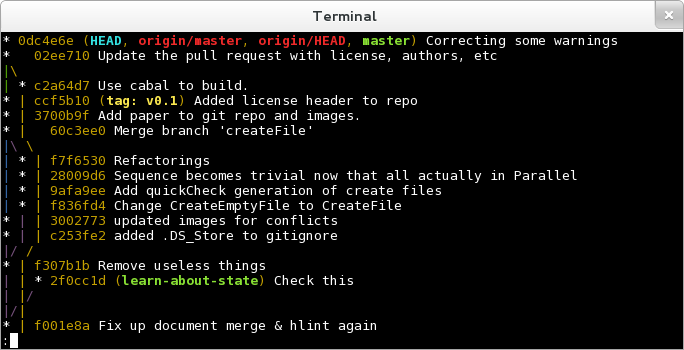 Terminal
* 0dc4e6e (HEAD, origin/master, origin/HEAD, master) Correcting some warnings
*   02ee710 Update the pull request with license, authors, etc
|\
| * c2a64d7 Use cabal to build.
* | ccf5b10 (tag: v0.1) Added license header to repo
* | 3700b9f Add paper to git repo and images.
* |   60c3ee0 Merge branch 'createFile'
|\ \
| * | f7f6530 Refactorings
| * | 28009d6 Sequence becomes trivial now that all actually in Parallel
| * | 9afa9ee Add quickCheck generation of create files
| * | f836fd4 Change CreateEmptyFile to CreateFile
* | | 3002773 updated images for conflicts
* | | c253fe2 added .DS_Store to gitignore
|/ /
* | f307b1b Remove useless things
| | * 2f0cc1d (learn-about-state) Check this
| |/
|/|
* | f001e8a Fix up document merge & hlint again
: